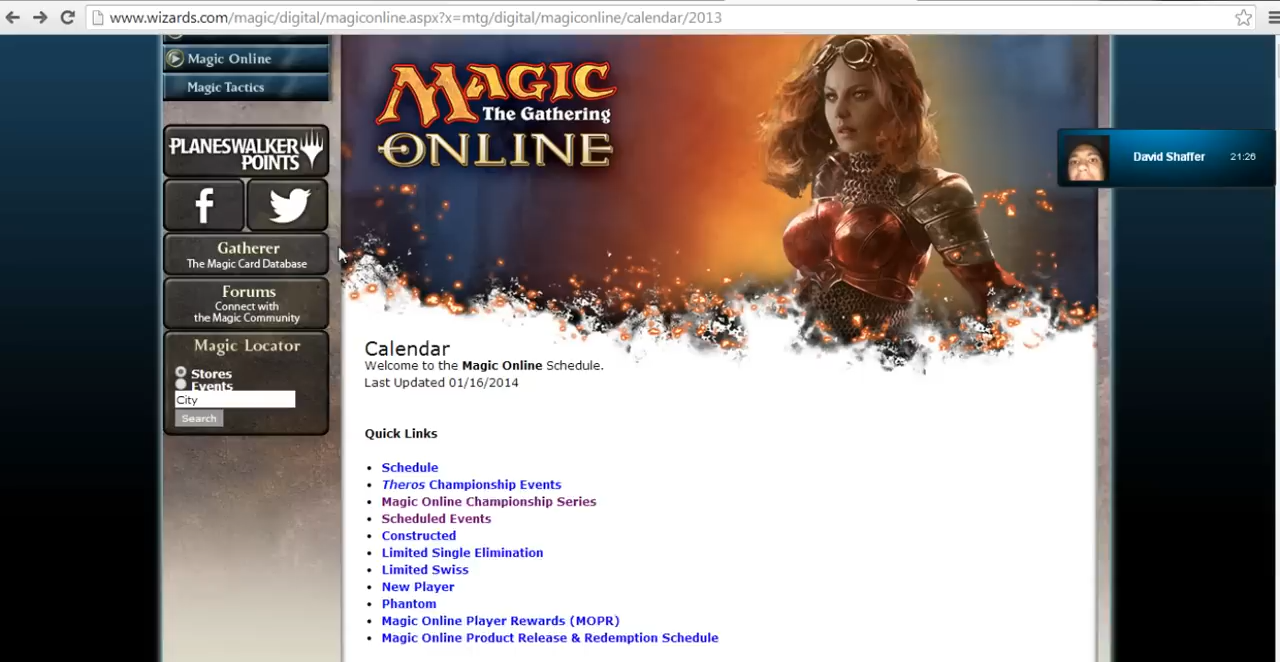 www.wizards.com/magic/digital/magiconline.aspx?x=mtg/digital/magiconline/calendar/2013
Magic Online
Magic Tactics
PLANESWALKER
POINTS
Gatherer
The Magic Card Database
Forums
Connect with
the Magic Community
Magic Locator
Stores
Events
City
Search
MAGIC
The Gathering
ONLINE
David Shaffer 21:26
Calendar
Welcome to the Magic Online Schedule.
Last Updated 01/16/2014
Quick Links
• Schedule
• Theros Championship Events
• Magic Online Championship Series
• Scheduled Events
• Constructed
• Limited Single Elimination
• Limited Swiss
• New Player
• Phantom
• Magic Online Player Rewards (MOPR)
• Magic Online Product Release & Redemption Schedule